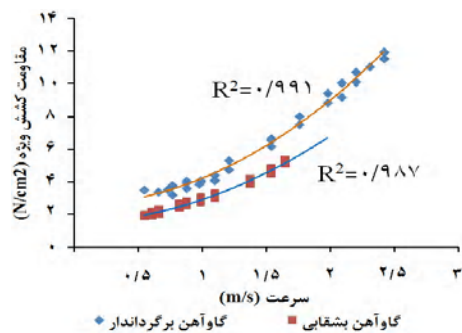 ۱۴
۱۲
۱۰
۸
۶
۴
۲
۰
مقاومت کشش ویژه (N/cm2)
R²=۰/۹۹۱
R²=۰/۹۸۷
۰/۵ ۱ ۱/۵ ۲ ۲/۵ ۳
سرعت (m/s)
گاوآهن بشقابی گاوآهن برگرداندار